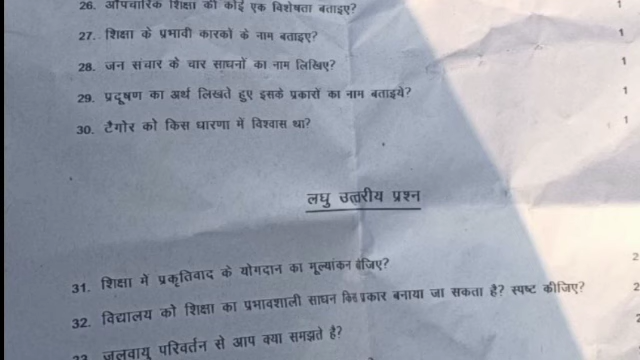 26. औपचारिक शिक्षा की कोई एक विशेषता बताइए? 1
27. शिक्षा के प्रभावी कारकों के नाम बताइए? 1
28. जन संचार के चार साधनों का नाम लिखिए? 1
29. प्रदूषण का अर्थ लिखते हुए इसके प्रकारों का नाम बताइये? 1
30. टैगोर को किस धारणा में विश्वास था? 1
लघु उत्तरीय प्रश्न
31. शिक्षा में प्रकृतिवाद के योगदान का मूल्यांकन कीजिए? 2
32. विद्यालय को शिक्षा का प्रभावशाली साधन किस प्रकार बनाया जा सकता है? स्पष्ट कीजिए? 2
33. जलवायु परिवर्तन से आप क्या समझते है? 2